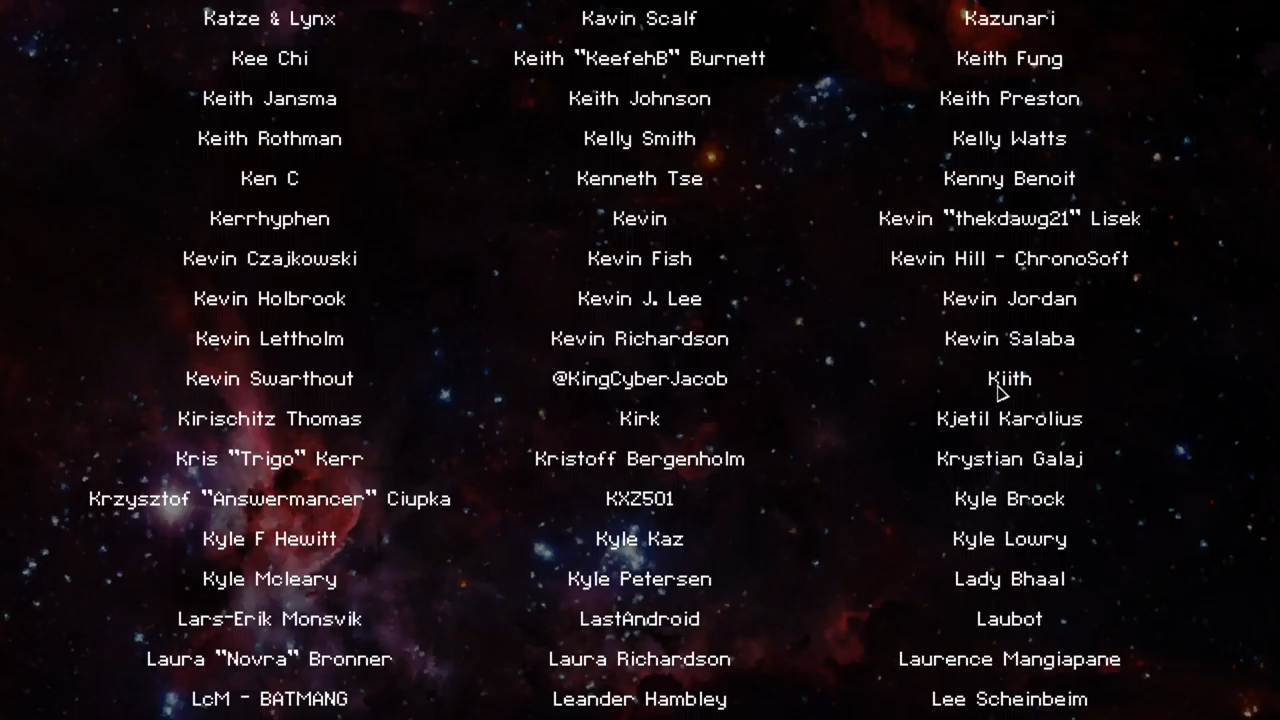 Katze & Lynx Kavin Scalf Kazunari
Kee Chi Keith "KeefehB" Burnett Keith Fung
Keith Jansma Keith Johnson Keith Preston
Keith Rothman Kelly Smith Kelly Watts
Ken C Kenneth Tse Kenny Benoit
Kerrhyphen Kevin Kevin "thekdawg21" Lisek
Kevin Czajkowski Kevin Fish Kevin Hill - ChronoSoft
Kevin Holbrook Kevin J. Lee Kevin Jordan
Kevin Lettholm Kevin Richardson Kevin Salaba
Kevin Swarthout @KingCyberJacob Kiith
Kirischitz Thomas Kirk Kjetil Karolius
Kris "Trigo" Kerr Kristoff Bergenholm Krystian Galaj
Krzysztof "Answermancer" Ciupka KXZ501 Kyle Brock
Kyle F Hewitt Kyle Kaz Kyle Lowry
Kyle Mcleary Kyle Petersen Lady Bhaal
Lars-Erik Monsvik LastAndroid Laubot
Laura "Novra" Bronner Laura Richardson Laurence Mangiapane
LcM - BATMANG Leander Hambley Lee Scheinbeim